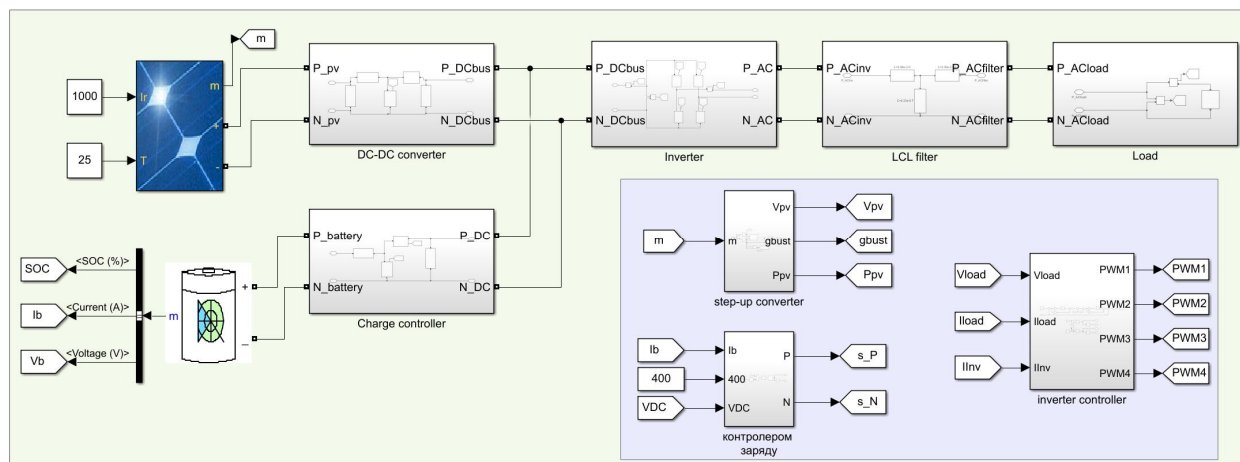 m
1000
Ir
25
T
m
+
-
P_pv
N_pv
P_DCbus
N_DCbus
DC-DC converter
P_DCbus
N_DCbus
P_AC
N_AC
Inverter
P_ACinv
N_ACinv
P_ACfilter
N_ACfilter
LCL filter
P_ACload
N_ACload
Load
P_battery
N_battery
P_DC
N_DC
Charge controller
SOC
<SOC (%)>
Ib
<Current (A)>
Vb
<Voltage (V)>
m
+
_
m
m
Vpv
gbust
Ppv
Vpv
gbust
Ppv
step-up converter
Ib
400
VDC
Ib
400
VDC
P
N
s_P
s_N
контролером
заряду
Vload
Iload
IInv
Vload
Iload
IInv
PWM1
PWM2
PWM3
PWM4
PWM1
PWM2
PWM3
PWM4
inverter controller